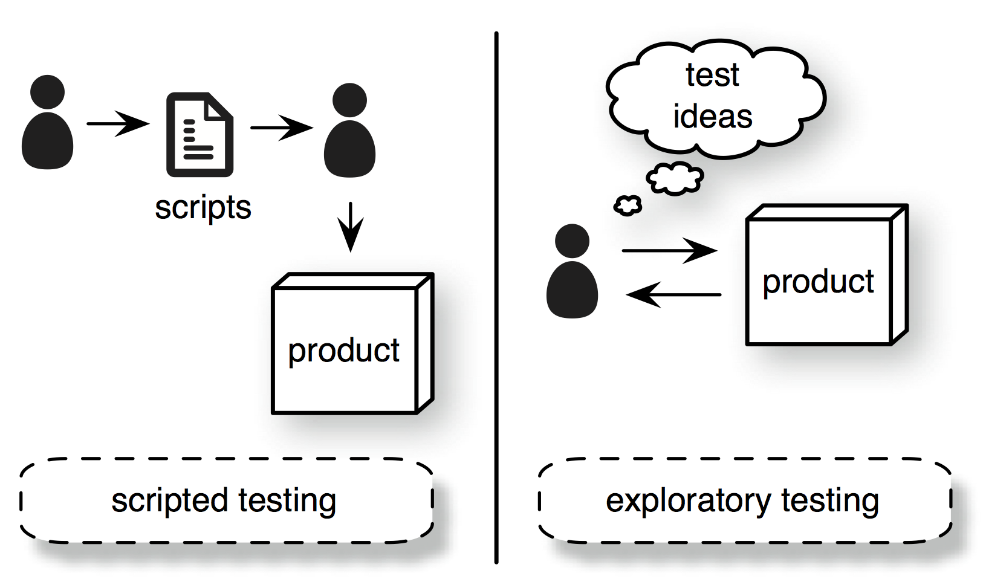 scripts
product
scripted testing
test
ideas
product
exploratory testing